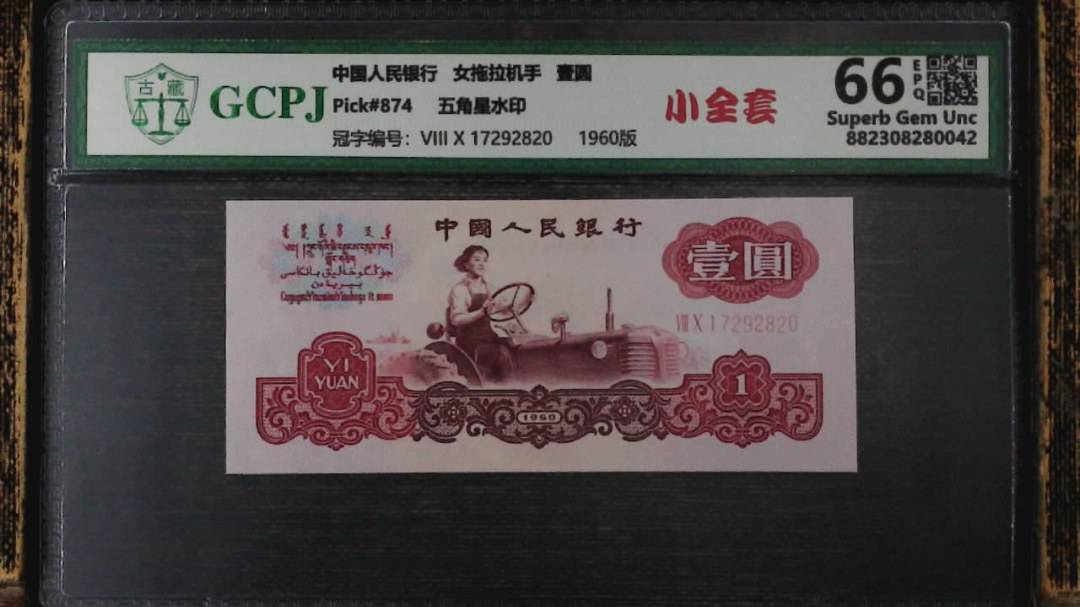 中国人民银行 女拖拉机手 壹圆
古藏
GCPJ
Pick#874 五角星水印
冠字编号: VIII X 17292820 1960版
小全套
66
EPQ
Superb Gem Unc
882308280042
中國人民銀行
壹圓
VIII X 17292820
YI
YUAN
1
1960